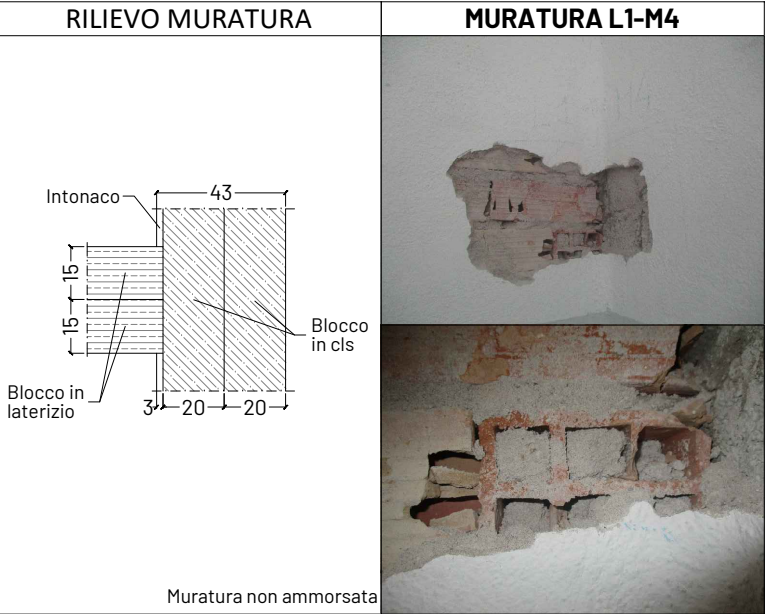 RILIEVO MURATURA
MURATURA L1-M4
Intonaco
43
15
15
Blocco
in cls
Blocco in
laterizio
3
20
20
Muratura non ammorsata